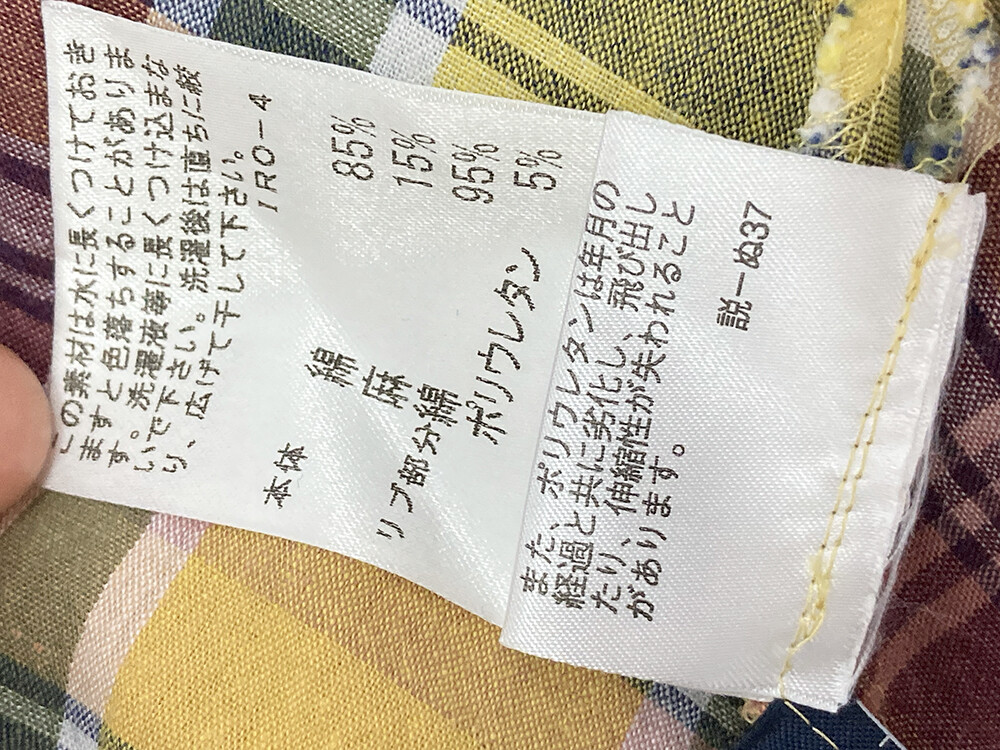 この素材は水に長くつけておき
ますと色落ちすることがありま
す。洗濯液等に長くつけ込まな
いで下さい。洗濯後は直ちに絞
り、広げて干して下さい。
IRO-4
本体
綿 85%
麻 15%
リブ部分綿 95%
ポリウレタン 5%
また、ポリウレタンは年月の
経過と共に劣化し、飛び出し
たり、伸縮性が失われること
があります。
説-ぬ37